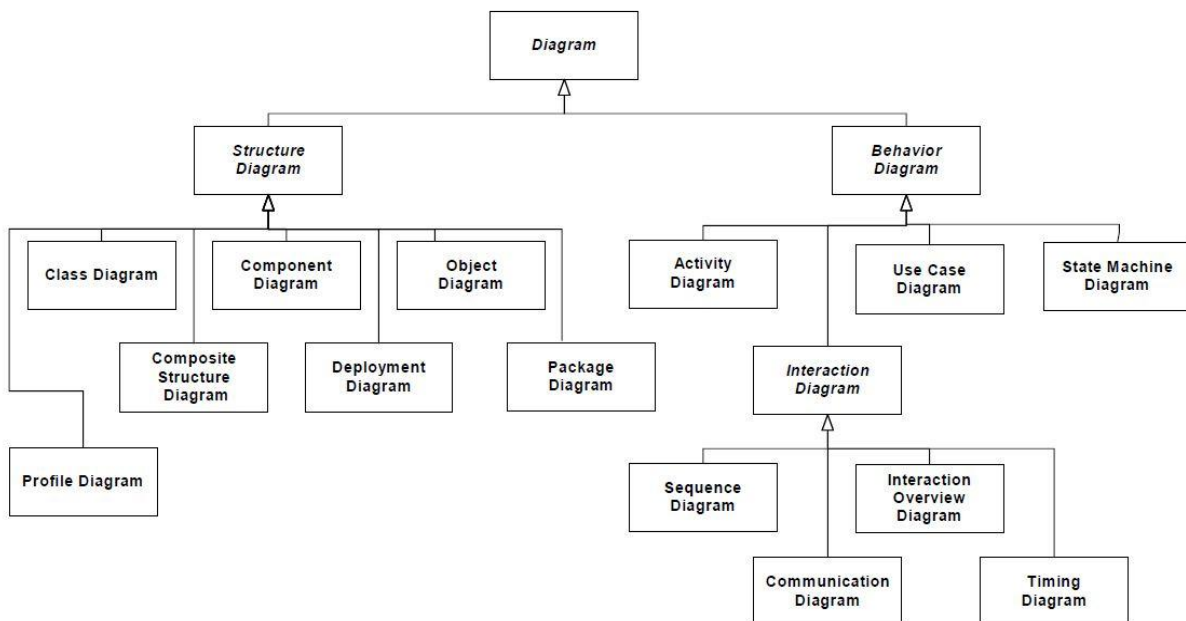 Diagram
Structure
Diagram
Behavior
Diagram
Class Diagram
Component
Diagram
Object
Diagram
Activity
Diagram
Use Case
Diagram
State Machine
Diagram
Composite
Structure
Diagram
Deployment
Diagram
Package
Diagram
Interaction
Diagram
Profile Diagram
Sequence
Diagram
Interaction
Overview
Diagram
Communication
Diagram
Timing
Diagram